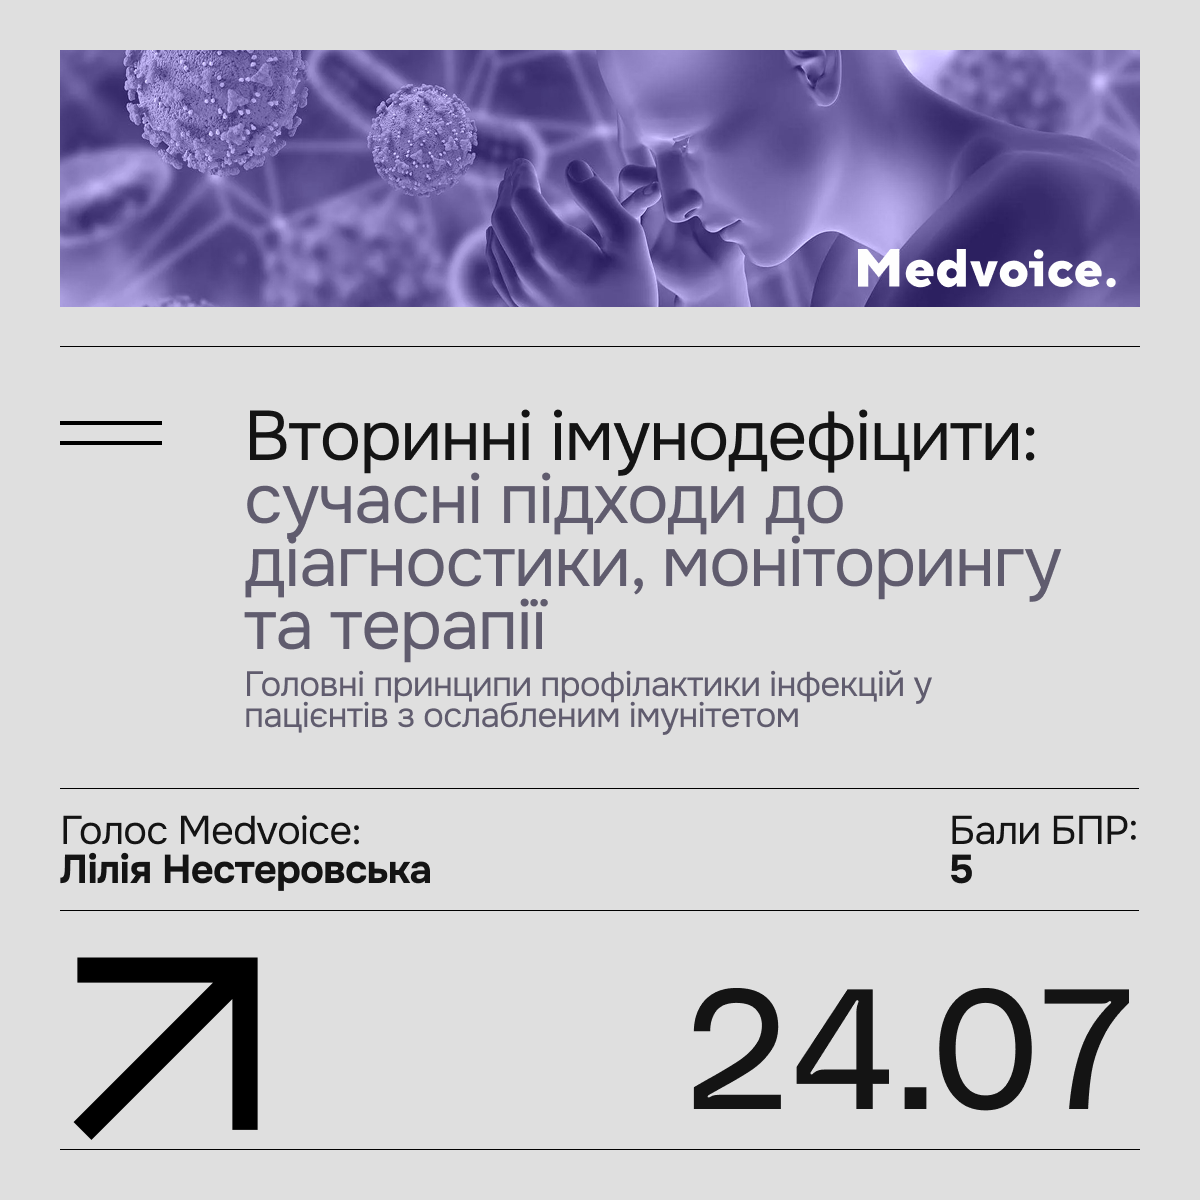 Medvoice.
Вторинні імунодефіцити:
сучасні підходи до
діагностики, моніторингу
та терапії
Головні принципи профілактики інфекцій у
пацієнтів з ослабленим імунітетом
Голос Medvoice:
Лілія Нестеровська
Бали БПР:
5
24.07